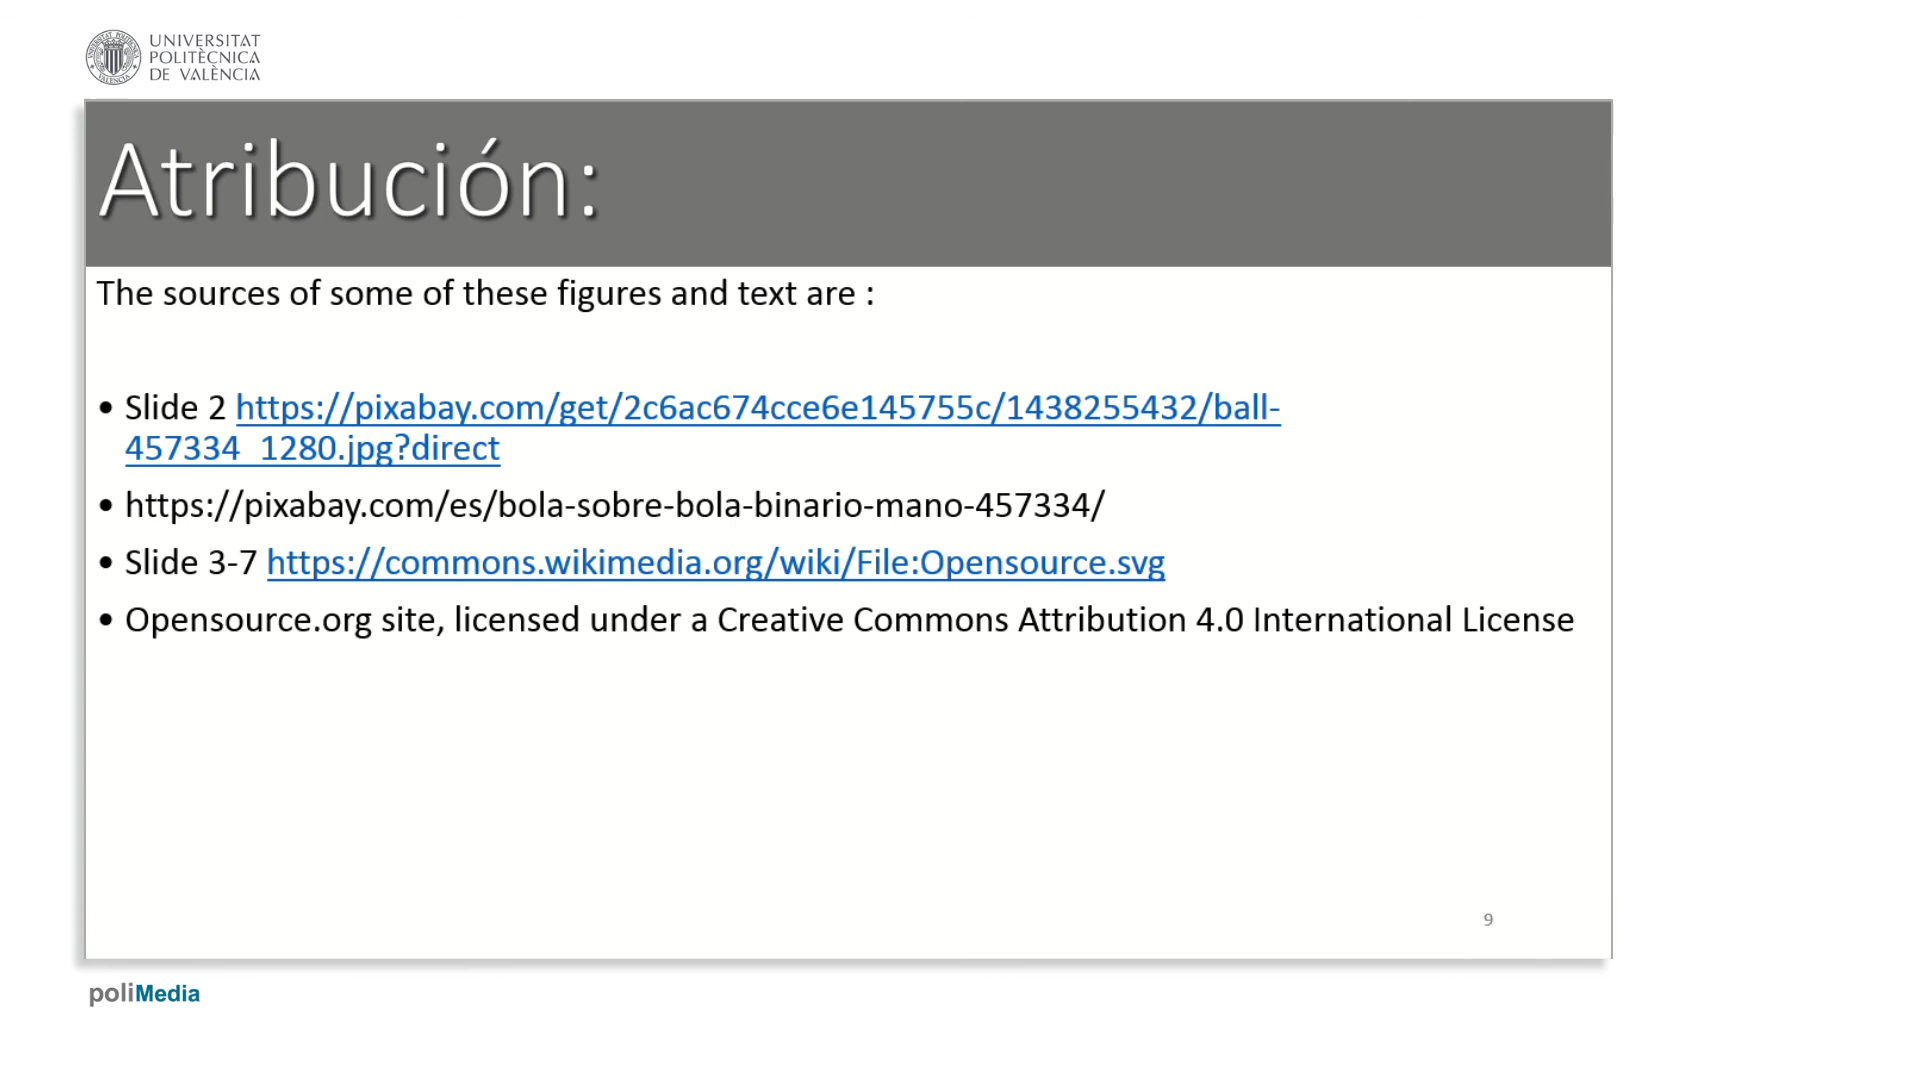 UNIVERSITAT
POLITÈCNICA
DE VALÈNCIA
Atribución:
The sources of some of these figures and text are :
• Slide 2 https://pixabay.com/get/2c6ac674cce6e145755c/1438255432/ball-
457334_1280.jpg?direct
• https://pixabay.com/es/bola-sobre-bola-binario-mano-457334/
• Slide 3-7 https://commons.wikimedia.org/wiki/File:Opensource.svg
• Opensource.org site, licensed under a Creative Commons Attribution 4.0 International License
9
poliMedia